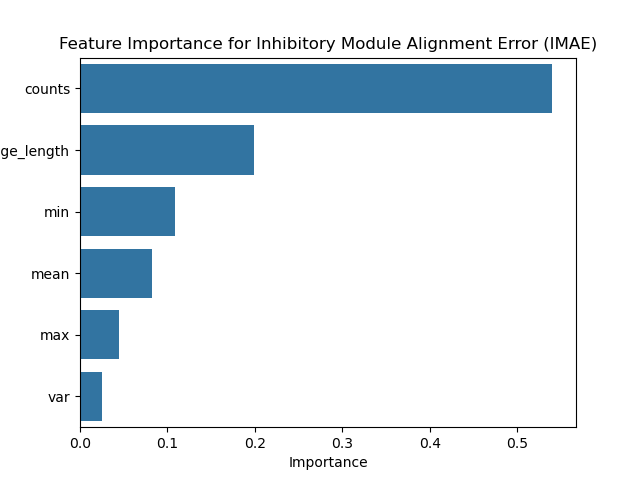 Feature Importance for Inhibitory Module Alignment Error (IMAE)
counts
ge_length
min
mean
max
var
0.0 0.1 0.2 0.3 0.4 0.5
Importance